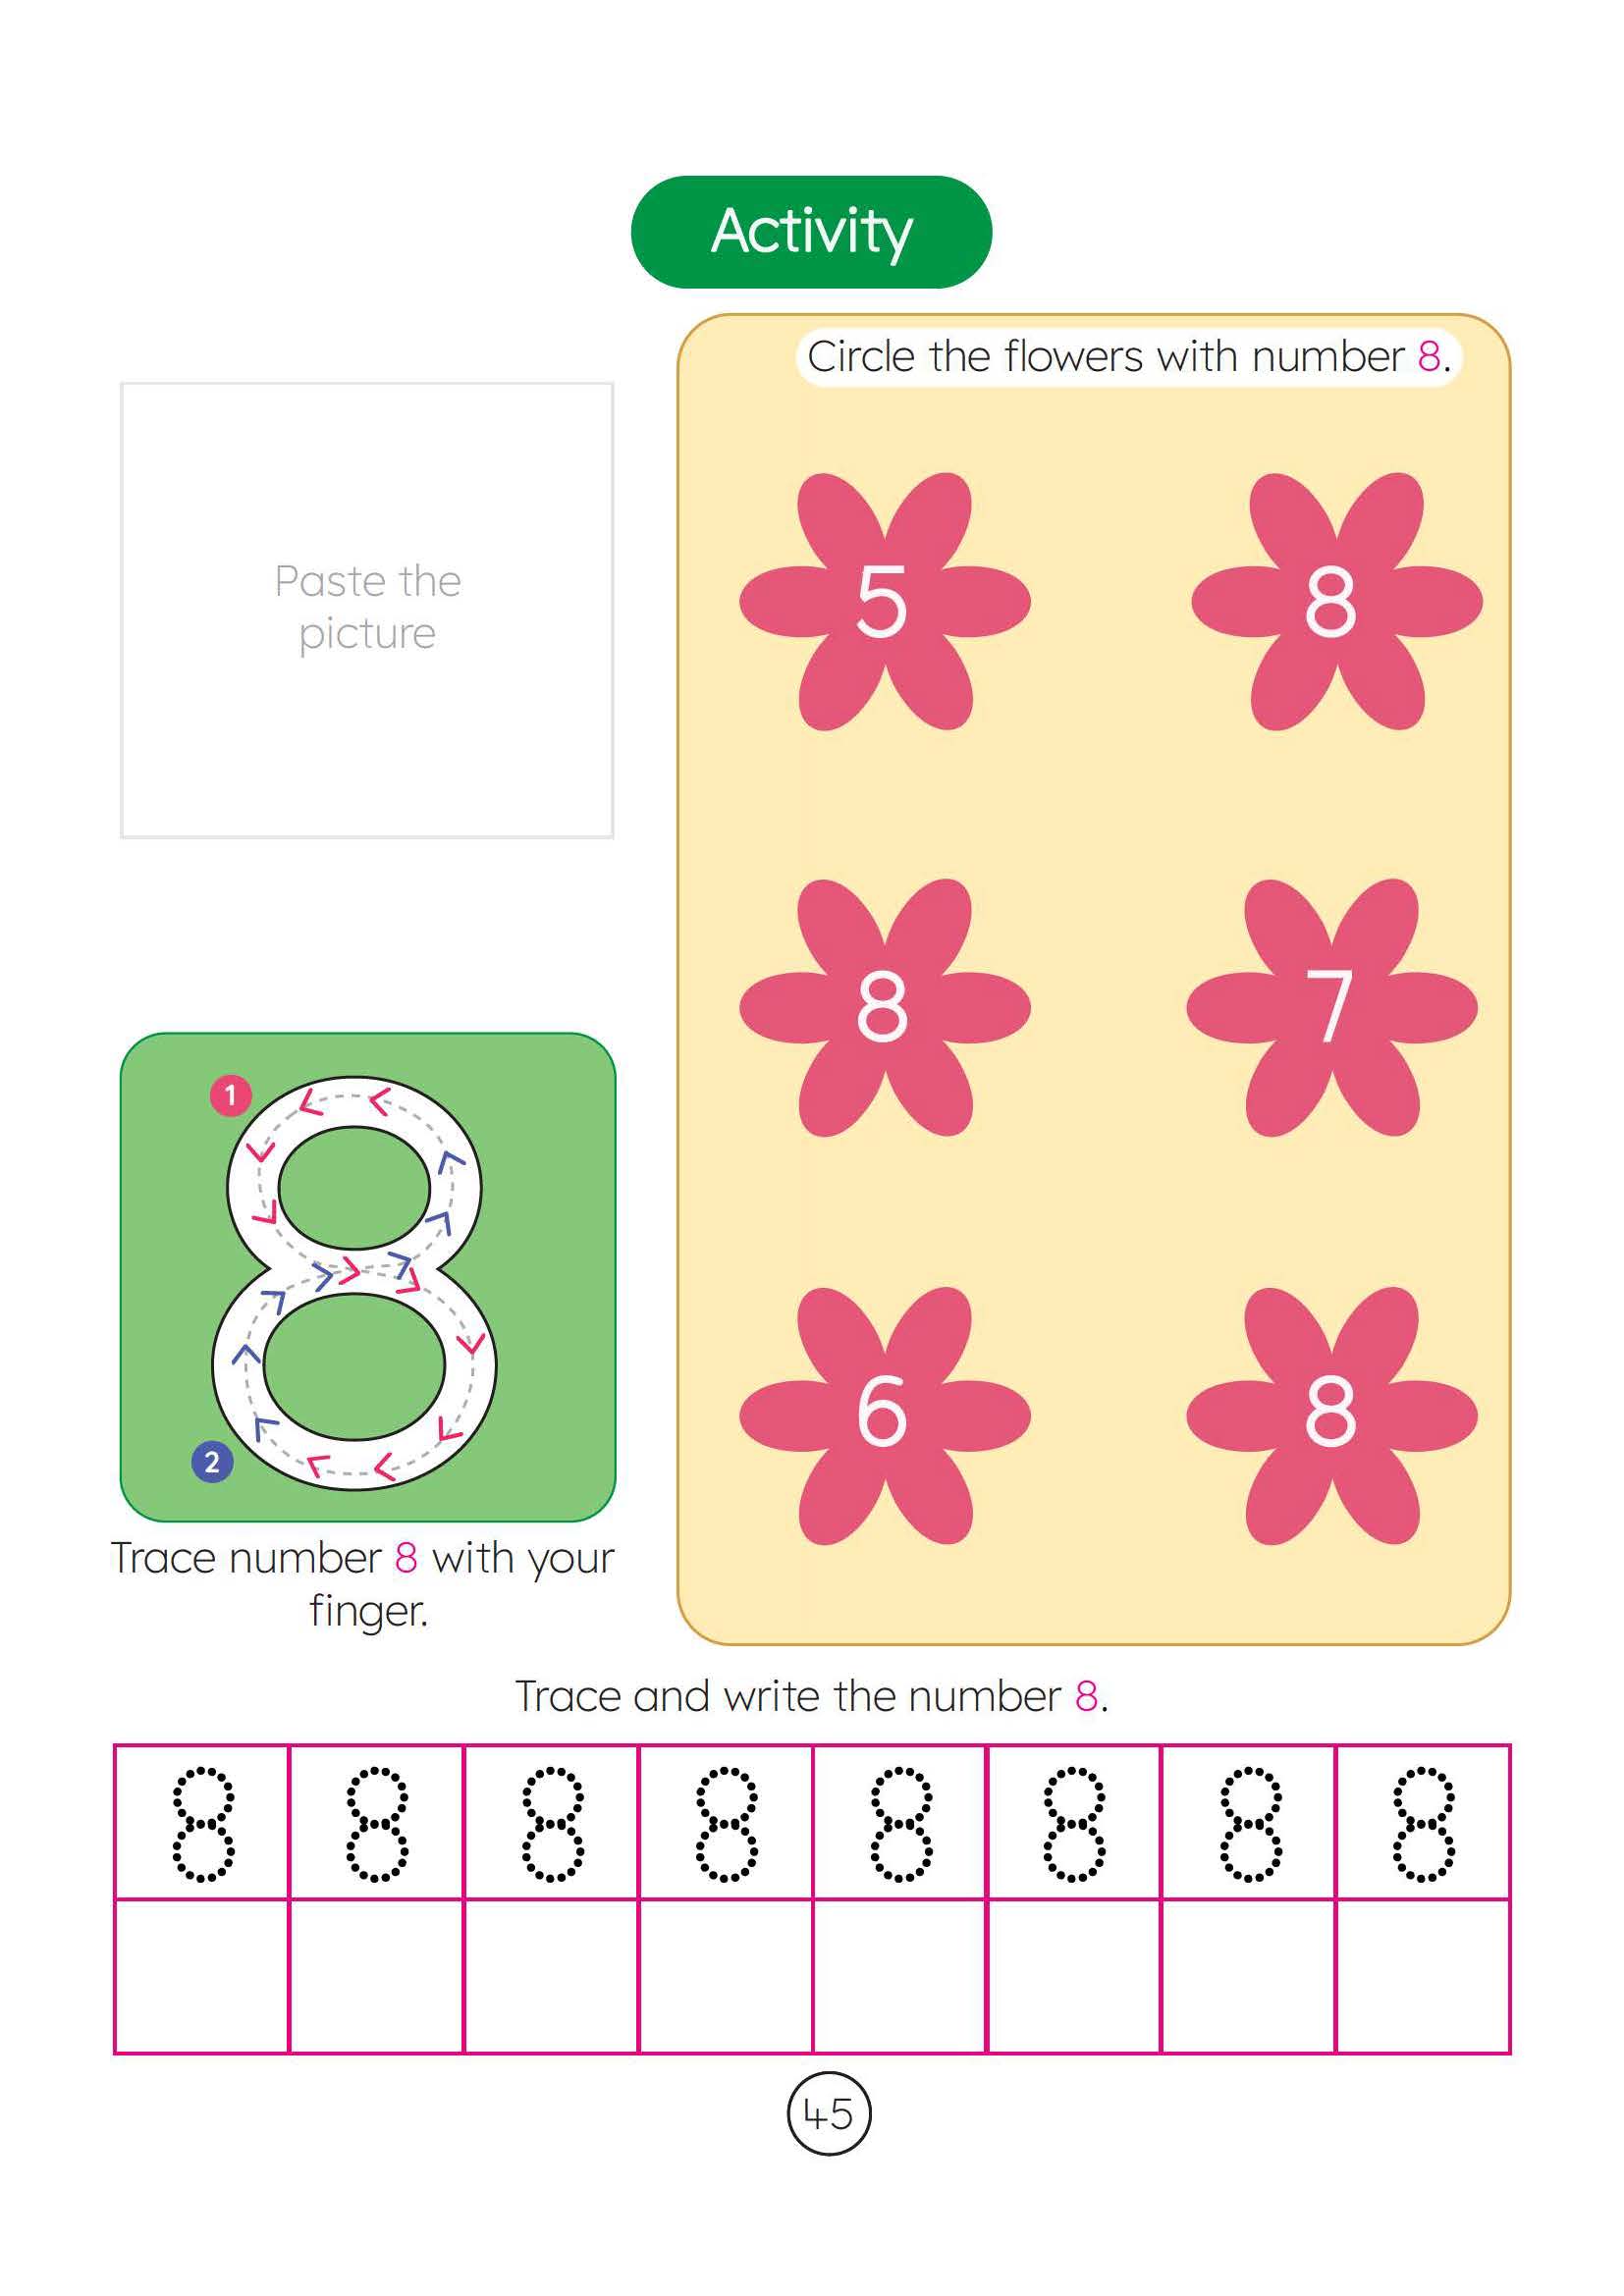 Activity
Circle the flowers with number 8.
Paste the
picture
5 8
8 7
6 8
1
2
Trace number 8 with your
finger.
Trace and write the number 8.
8 8 8 8 8 8 8 8
45